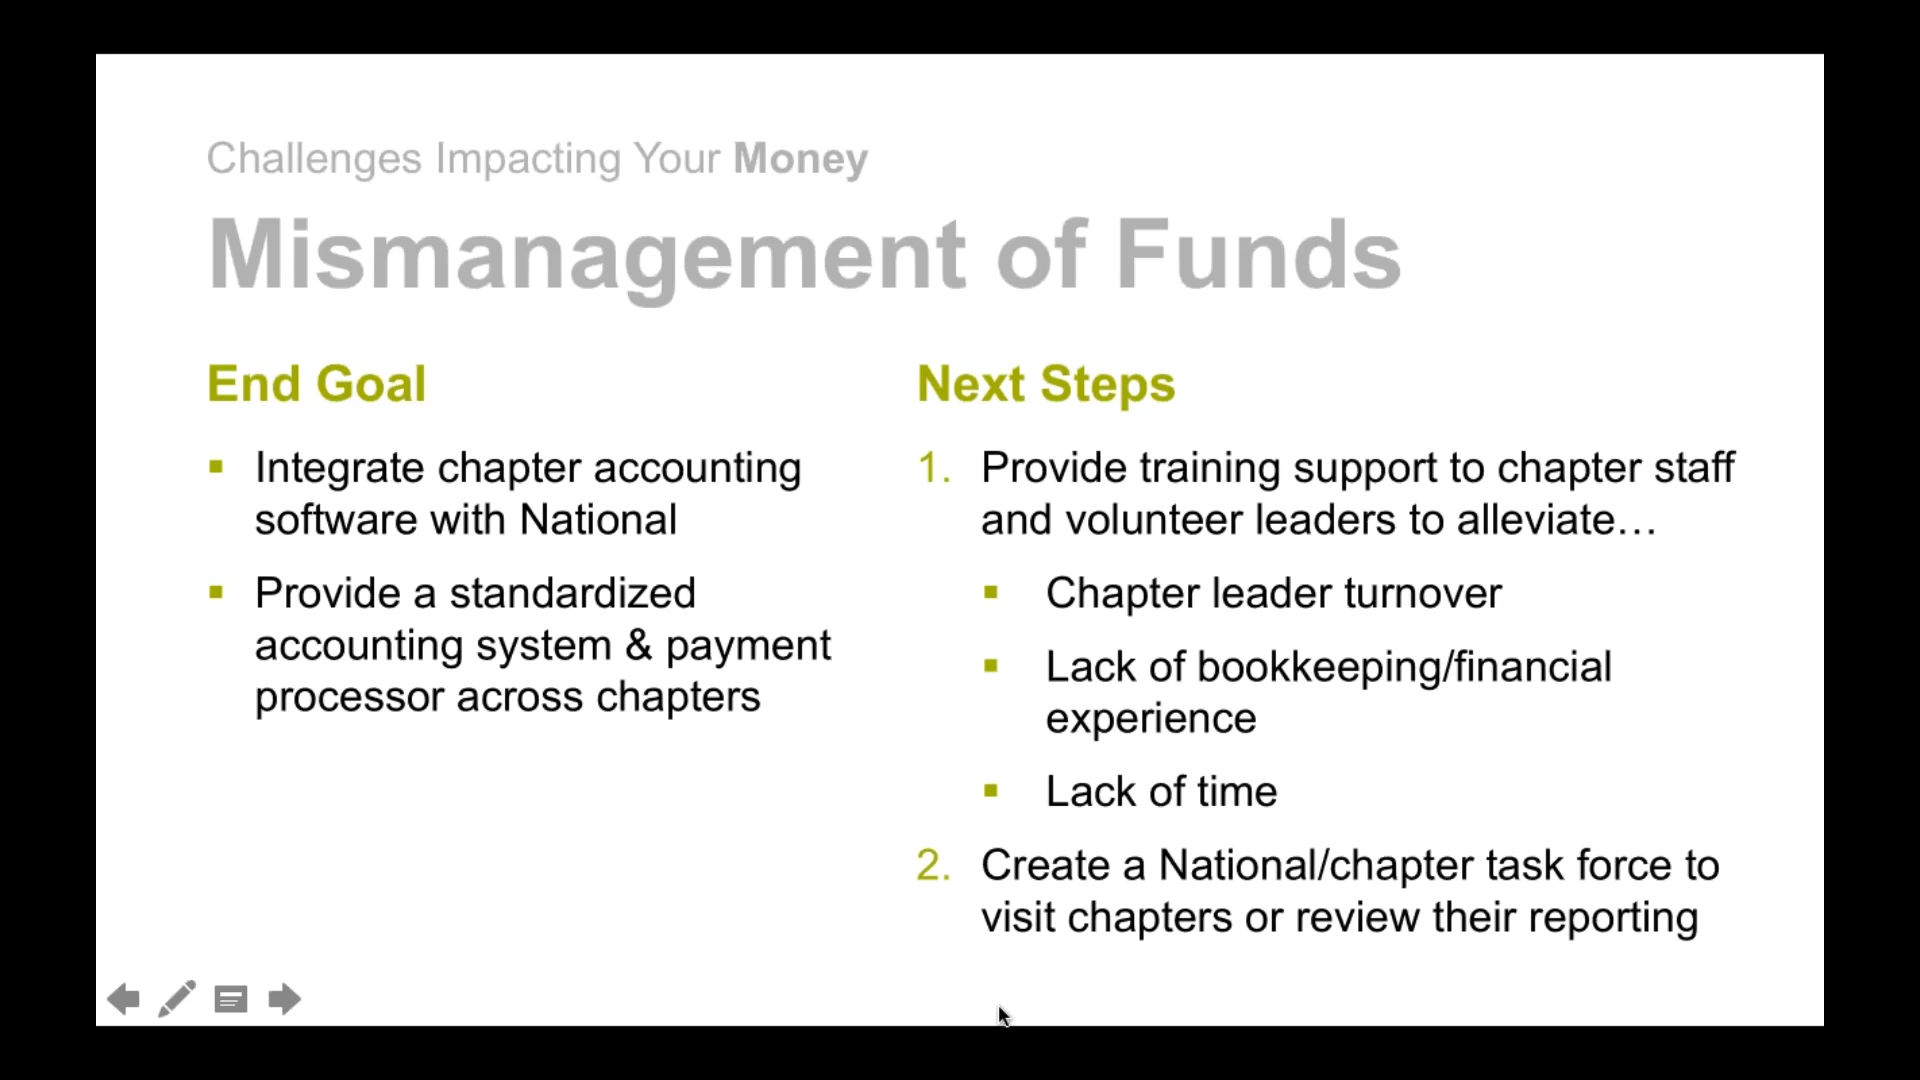 Challenges Impacting Your Money
Mismanagement of Funds
End Goal
▪ Integrate chapter accounting
software with National
▪ Provide a standardized
accounting system & payment
processor across chapters
Next Steps
1. Provide training support to chapter staff
and volunteer leaders to alleviate…
▪ Chapter leader turnover
▪ Lack of bookkeeping/financial
experience
▪ Lack of time
2. Create a National/chapter task force to
visit chapters or review their reporting